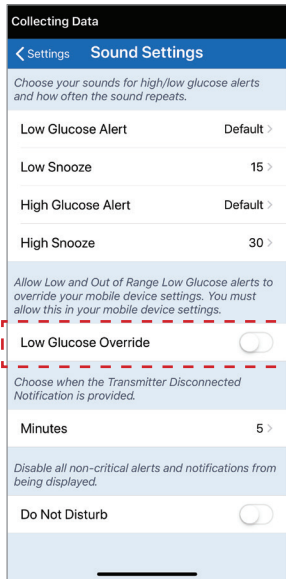 Collecting Data
Settings Sound Settings
Choose your sounds for high/low glucose alerts
and how often the sound repeats.
Low Glucose Alert Default
Low Snooze 15
High Glucose Alert Default
High Snooze 30
Allow Low and Out of Range Low Glucose alerts to
override your mobile device settings. You must
allow this in your mobile device settings.
Low Glucose Override
Choose when the Transmitter Disconnected
Notification is provided.
Minutes 5
Disable all non-critical alerts and notifications from
being displayed.
Do Not Disturb